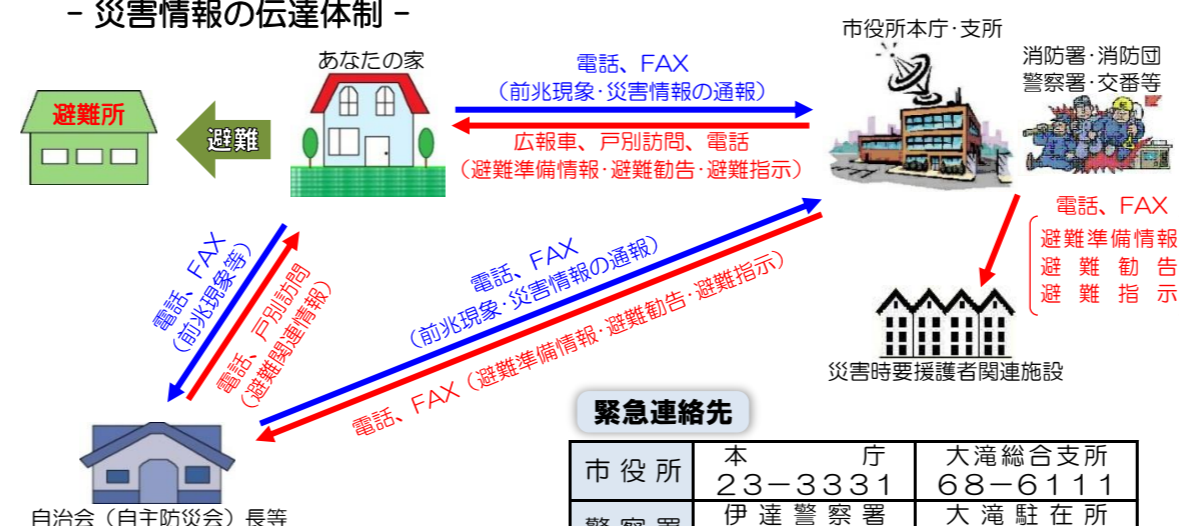 - 災害情報の伝達体制 -
あなたの家
避難所
避難
電話、FAX
（前兆現象・災害情報の通報）
広報車、戸別訪問、電話
（避難準備情報・避難勧告・避難指示）
市役所本庁・支所
消防署・消防団
警察署・交番等
電話、FAX
避難準備情報
避難勧告
避難指示
災害時要援護者関連施設
電話、FAX
（前兆現象等）
電話、戸別訪問
（避難関連情報）
電話、FAX
（前兆現象・災害情報の通報）
電話、FAX（避難準備情報・避難勧告・避難指示）
自治会（自主防災会）長等
緊急連絡先
市役所 本庁 大滝総合支所
23－3331 68－6111
警察署 伊達警察署 大滝駐在所